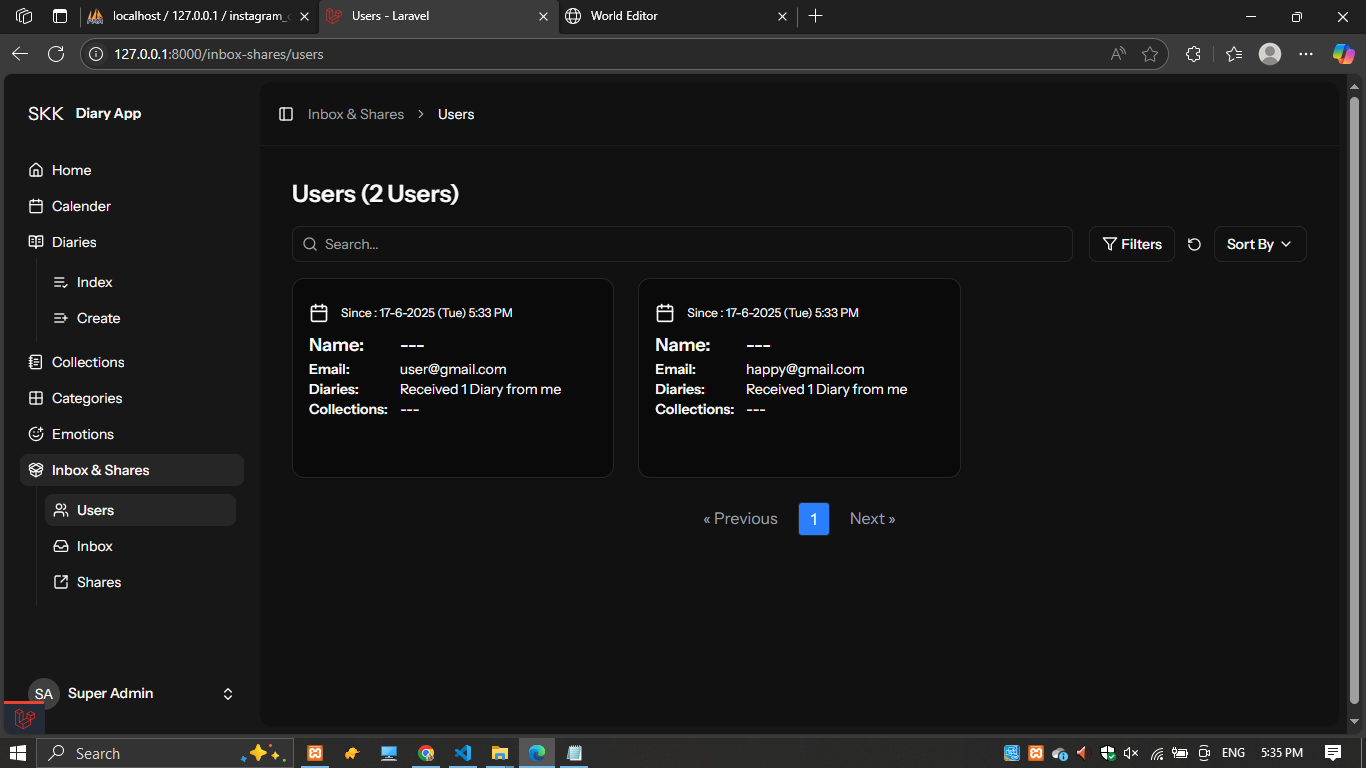 localhost / 127.0.0.1 / instagram_c
Users - Laravel
World Editor
127.0.0.1:8000/inbox-shares/users
SKK Diary App
Inbox & Shares > Users
Home
Calender
Diaries
Index
Create
Collections
Categories
Emotions
Inbox & Shares
Users
Inbox
Shares
SA Super Admin
Users (2 Users)
Search...
Filters
Sort By
Since : 17-6-2025 (Tue) 5:33 PM
Name: ---
Email: user@gmail.com
Diaries: Received 1 Diary from me
Collections: ---
Since : 17-6-2025 (Tue) 5:33 PM
Name: ---
Email: happy@gmail.com
Diaries: Received 1 Diary from me
Collections: ---
« Previous 1 Next »
Search
ENG
5:35 PM